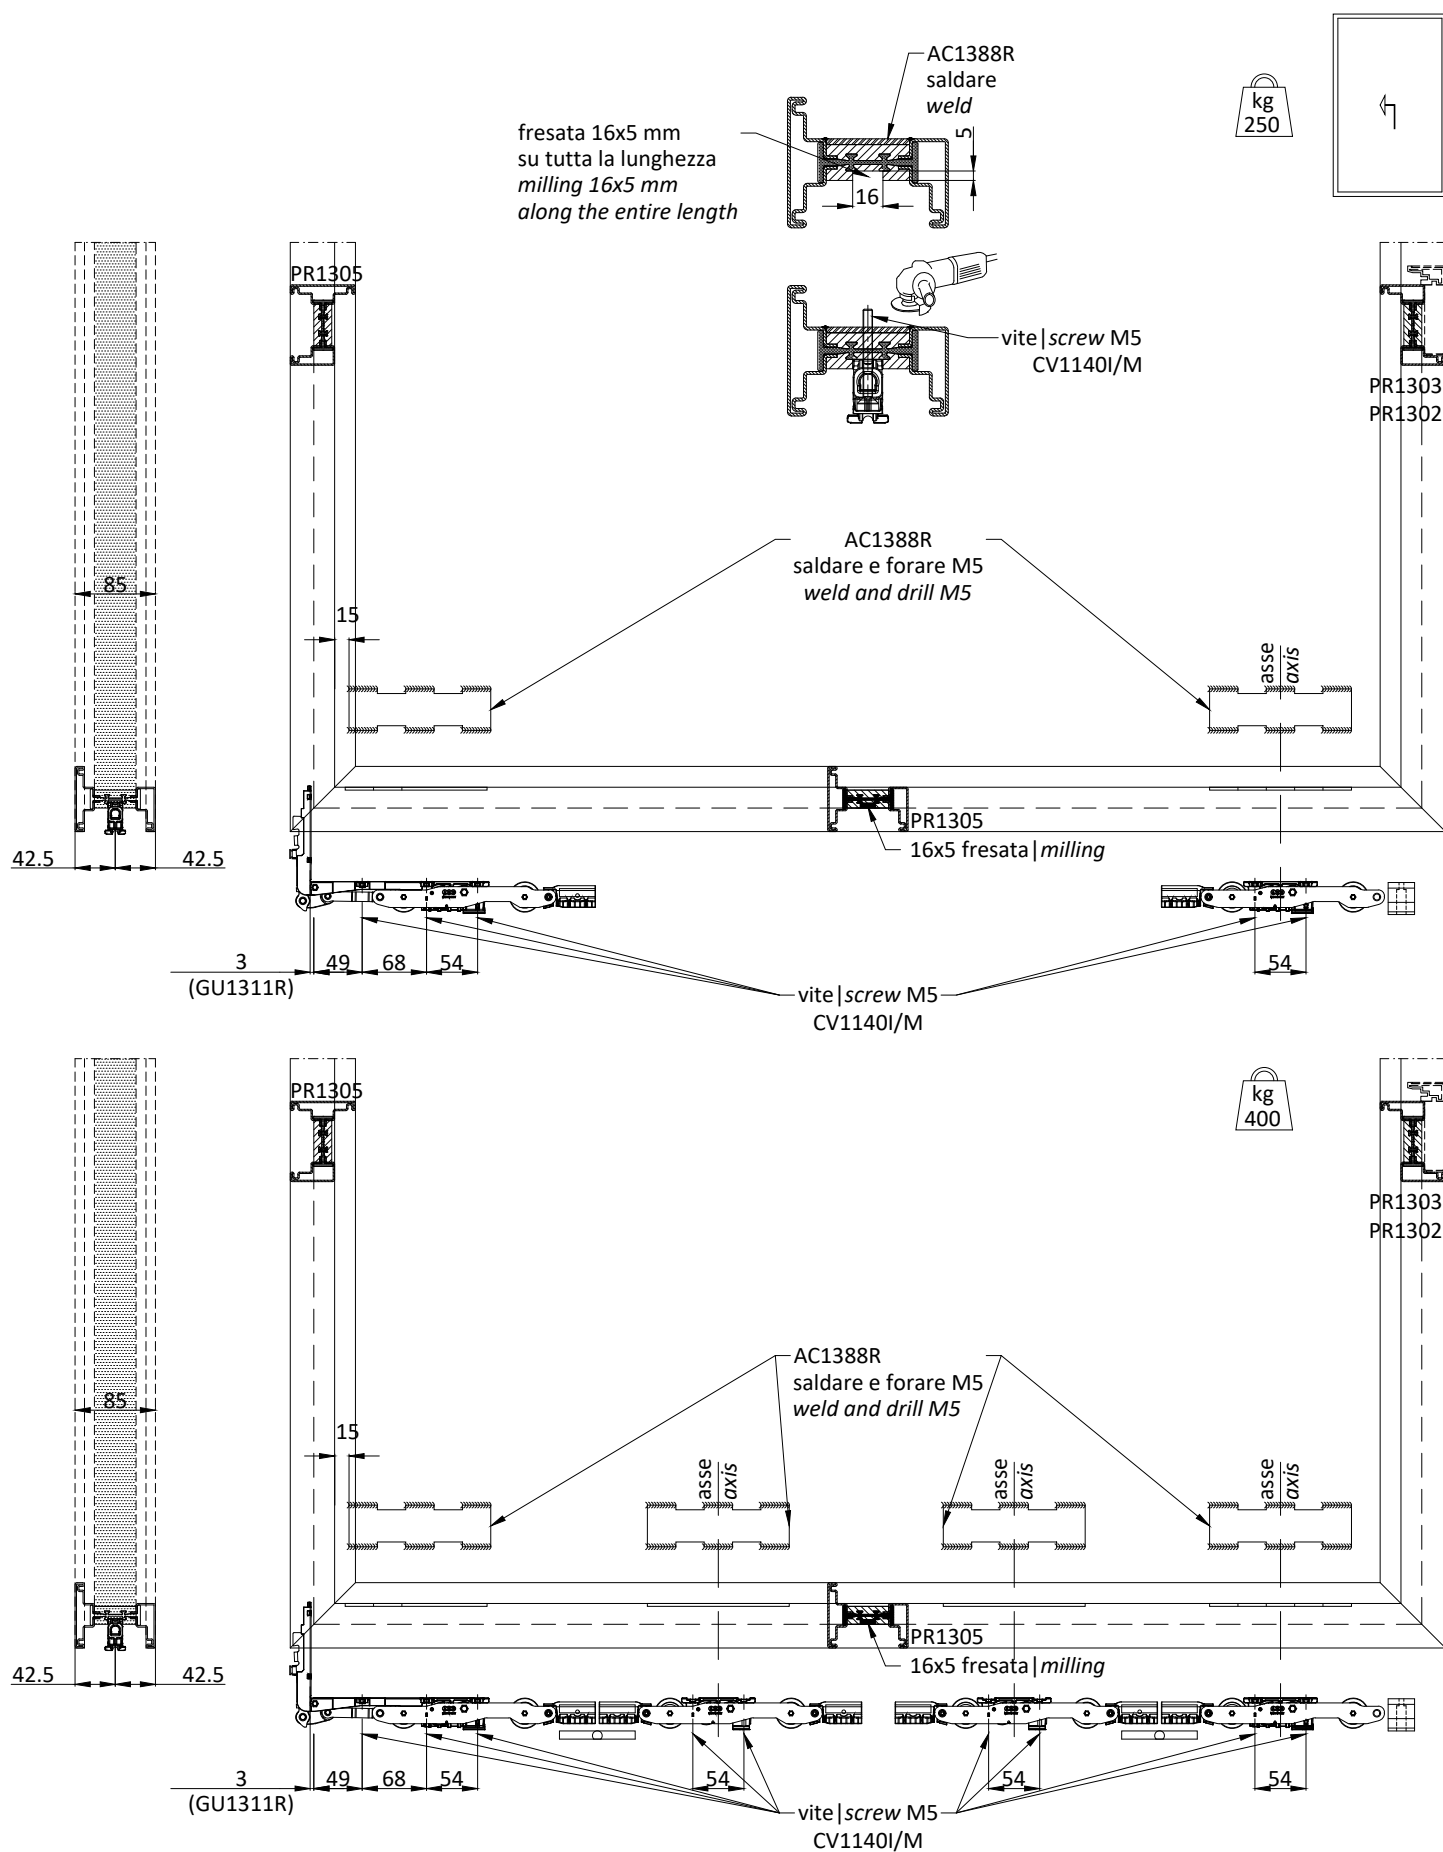 AC1388R
saldare
weld
kg
250
fresata 16x5 mm
su tutta la lunghezza
milling 16x5 mm
along the entire length
5
16
PR1305
vite|screw M5
CV1140I/M
PR1303
PR1302
AC1388R
saldare e forare M5
weld and drill M5
85
15
asse
axis
PR1305
16x5 fresata|milling
42.5
42.5
3
(GU1311R)
49
68
54
54
vite|screw M5
CV1140I/M
PR1305
kg
400
PR1303
PR1302
AC1388R
saldare e forare M5
weld and drill M5
85
15
asse
axis
asse
axis
asse
axis
PR1305
16x5 fresata|milling
42.5
42.5
3
(GU1311R)
49
68
54
54
54
54
vite|screw M5
CV1140I/M